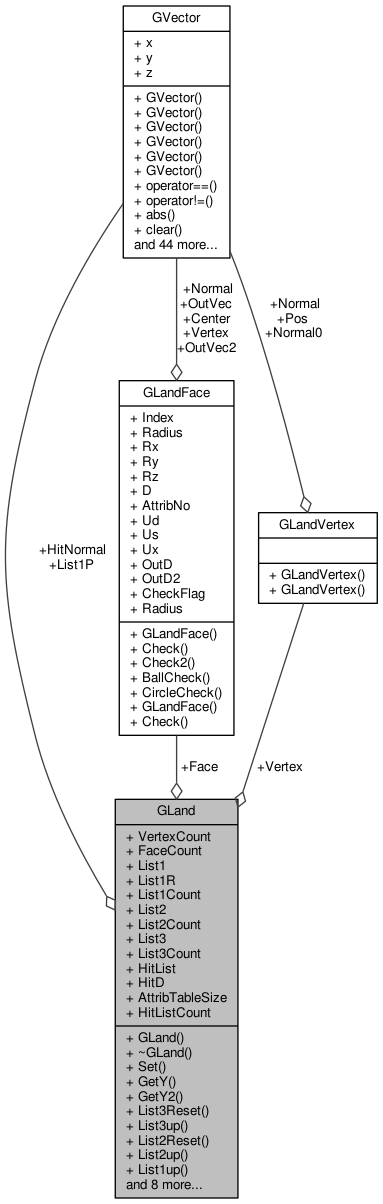 GVector
+ x
+ y
+ z
+ GVector()
+ GVector()
+ GVector()
+ GVector()
+ GVector()
+ GVector()
+ operator==()
+ operator!=()
+ abs()
+ clear()
and 44 more...
+Normal
+OutVec
+Center
+Vertex
+OutVec2
+Normal
+Pos
+Normal0
GLandFace
+ Index
+ Radius
+ Rx
+ Ry
+ Rz
+ D
+ AttribNo
+ Ud
+ Us
+ Ux
+ OutD
+ OutD2
+ CheckFlag
+ Radius
+ GLandFace()
+ Check()
+ Check2()
+ BallCheck()
+ CircleCheck()
+ GLandFace()
+ Check()
GLandVertex
+ GLandVertex()
+ GLandVertex()
+HitNormal
+List1P
+Face
+Vertex
GLand
+ VertexCount
+ FaceCount
+ List1
+ List1R
+ List1Count
+ List2
+ List2Count
+ List3
+ List3Count
+ HitList
+ HitD
+ AttribTableSize
+ HitListCount
+ GLand()
+ ~GLand()
+ Set()
+ GetY()
+ GetY2()
+ List3Reset()
+ List3up()
+ List2Reset()
+ List2up()
+ List1up()
and 8 more...